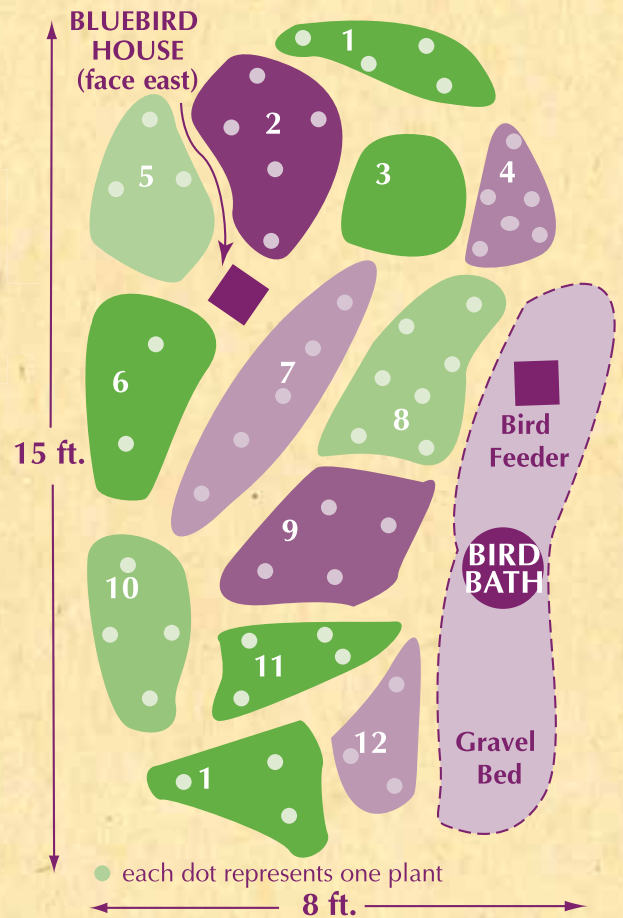 BLUEBIRD
HOUSE
(face east)
1
2
3
4
5
6
7
8
Bird
Feeder
15 ft.
9
BIRD
BATH
10
11
12
Gravel
Bed
1
each dot represents one plant
8 ft.